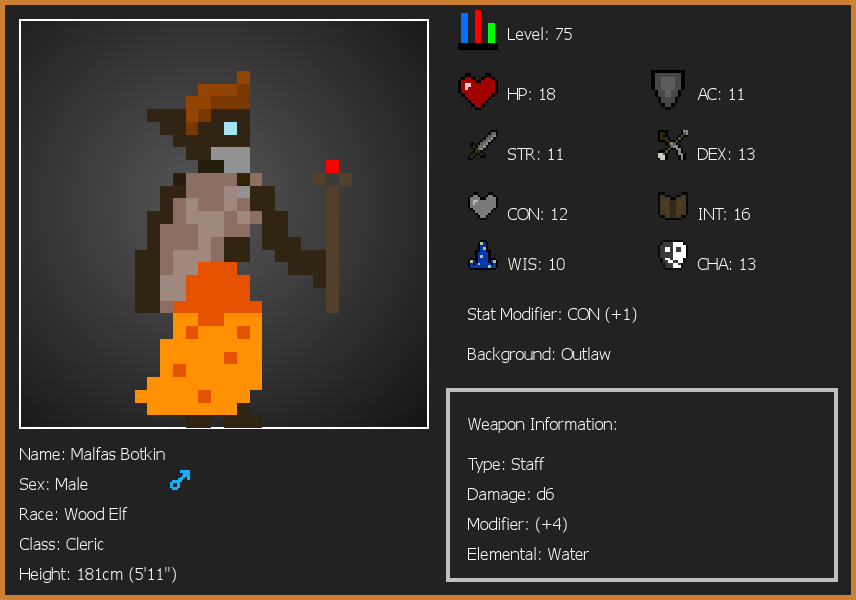 Level: 75
HP: 18
AC: 11
STR: 11
DEX: 13
CON: 12
INT: 16
WIS: 10
CHA: 13
Stat Modifier: CON (+1)
Background: Outlaw
Weapon Information:
Type: Staff
Damage: d6
Modifier: (+4)
Elemental: Water
Name: Malfas Botkin
Sex: Male
Race: Wood Elf
Class: Cleric
Height: 181cm (5'11")